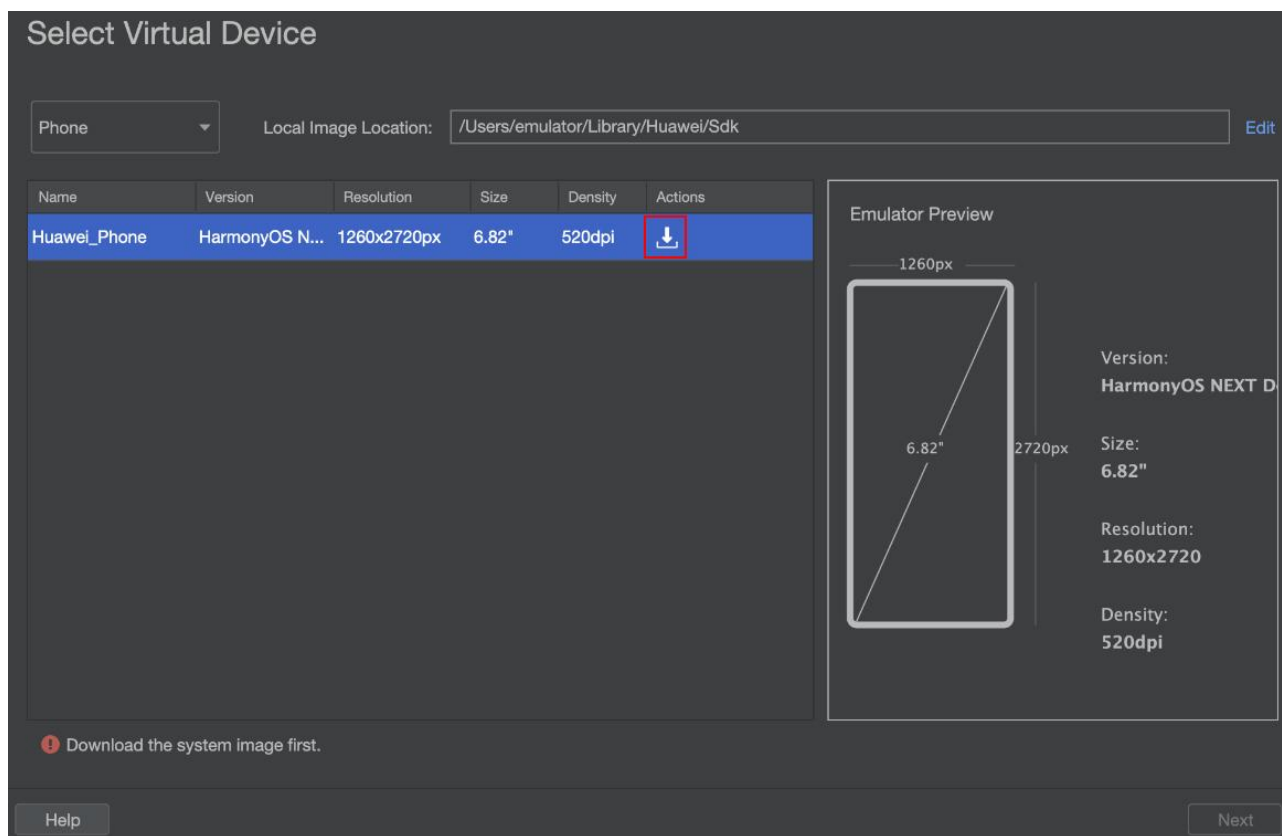 Select Virtual Device
Phone
Local Image Location:
/Users/emulator/Library/Huawei/Sdk
Edit
Name Version Resolution Size Density Actions
Huawei_Phone HarmonyOS N... 1260x2720px 6.82" 520dpi
Emulator Preview
1260px
6.82"
2720px
Version:
HarmonyOS NEXT D
Size:
6.82"
Resolution:
1260x2720
Density:
520dpi
Download the system image first.
Help
Next